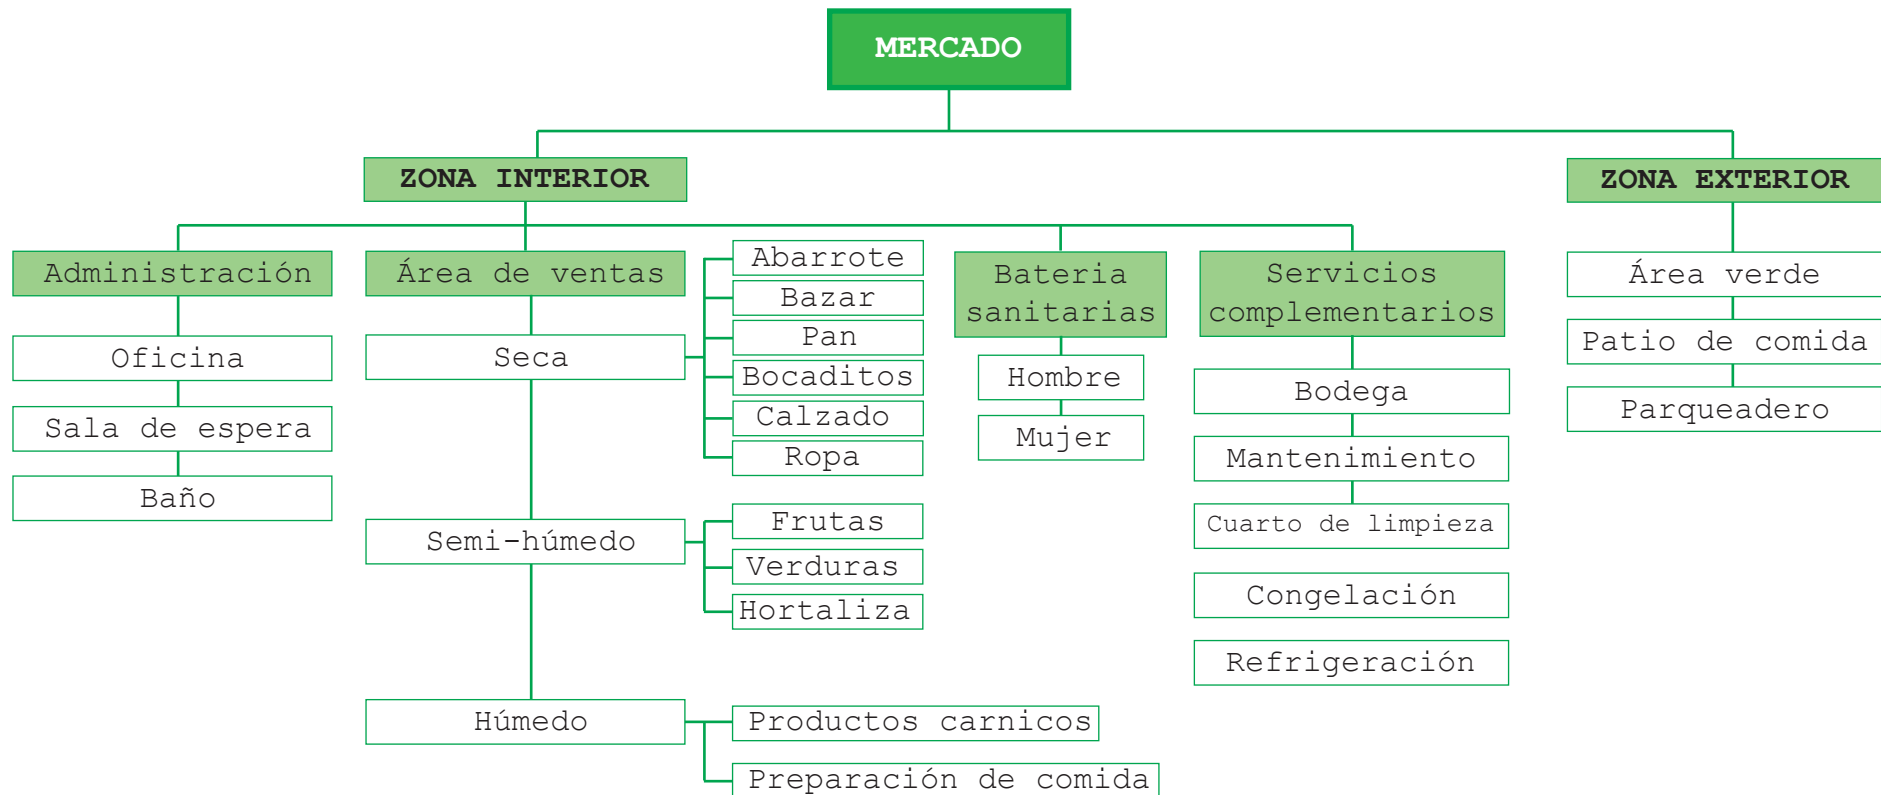 MERCADO
ZONA INTERIOR
ZONA EXTERIOR
Administración
Oficina
Sala de espera
Baño
Área de ventas
Seca
Abarrote
Bazar
Pan
Bocaditos
Calzado
Ropa
Semi-húmedo
Frutas
Verduras
Hortaliza
Húmedo
Productos carnicos
Preparación de comida
Bateria
sanitarias
Hombre
Mujer
Servicios
complementarios
Bodega
Mantenimiento
Cuarto de limpieza
Congelación
Refrigeración
Área verde
Patio de comida
Parqueadero